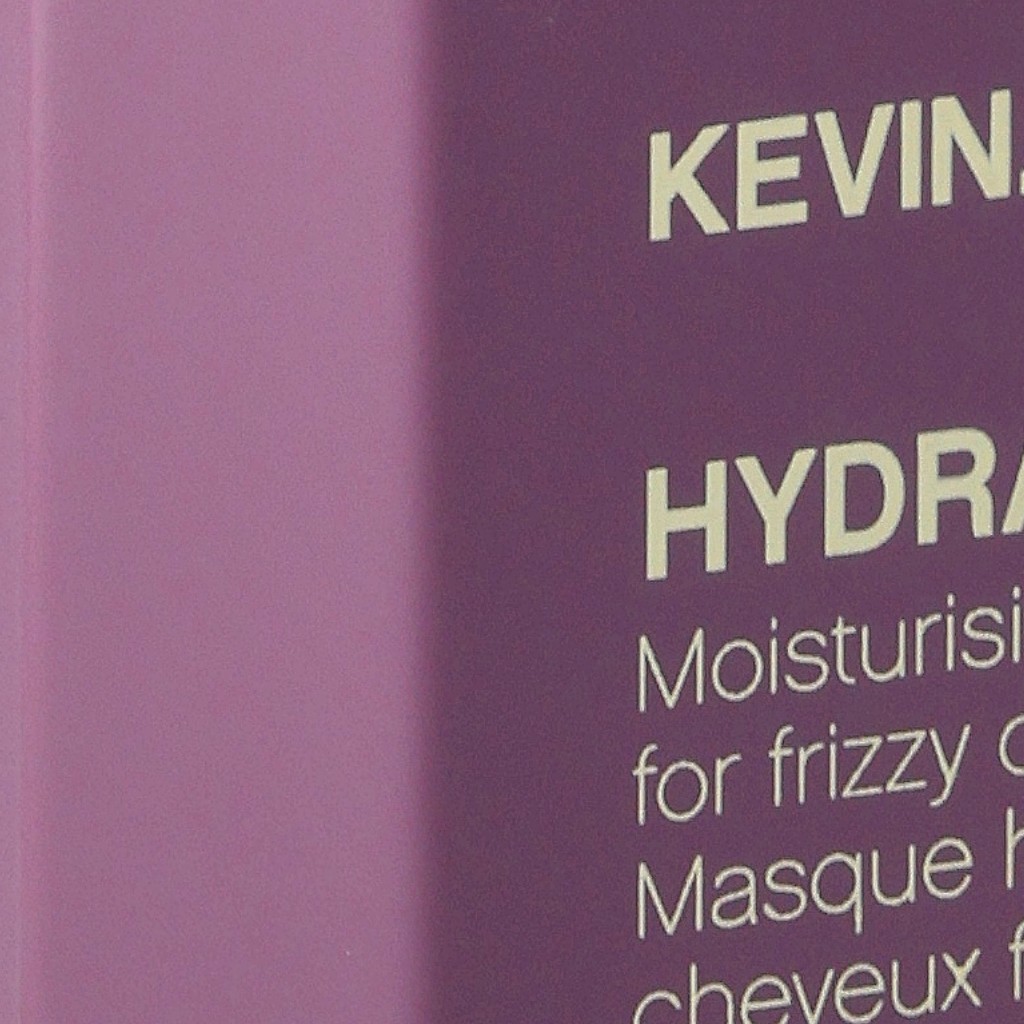 KEVIN.
HYDRA
Moisturisi
for frizzy
Masque
cheveux f